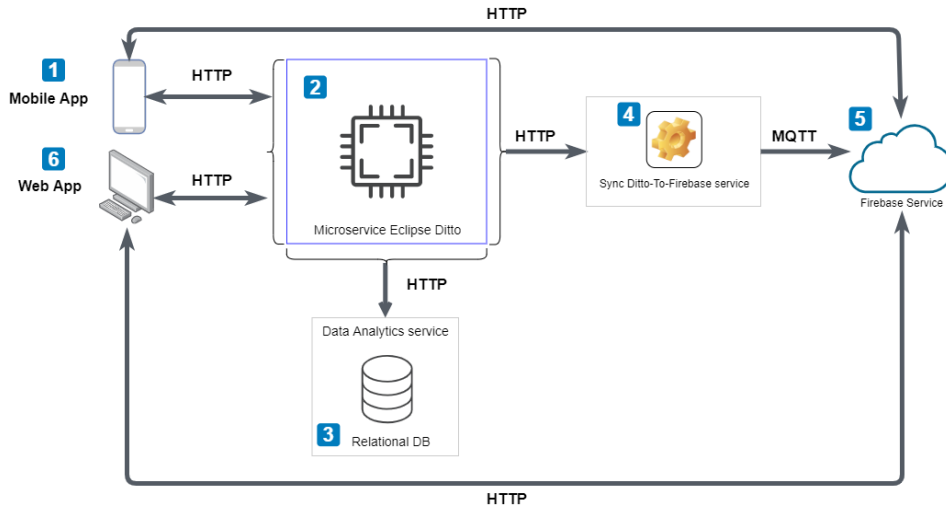 HTTP
1
Mobile App
HTTP
2
HTTP
4
MQTT
5
6
Web App
HTTP
Sync Ditto-To-Firebase service
Firebase Service
Microservice Eclipse Ditto
HTTP
Data Analytics service
3
Relational DB
HTTP